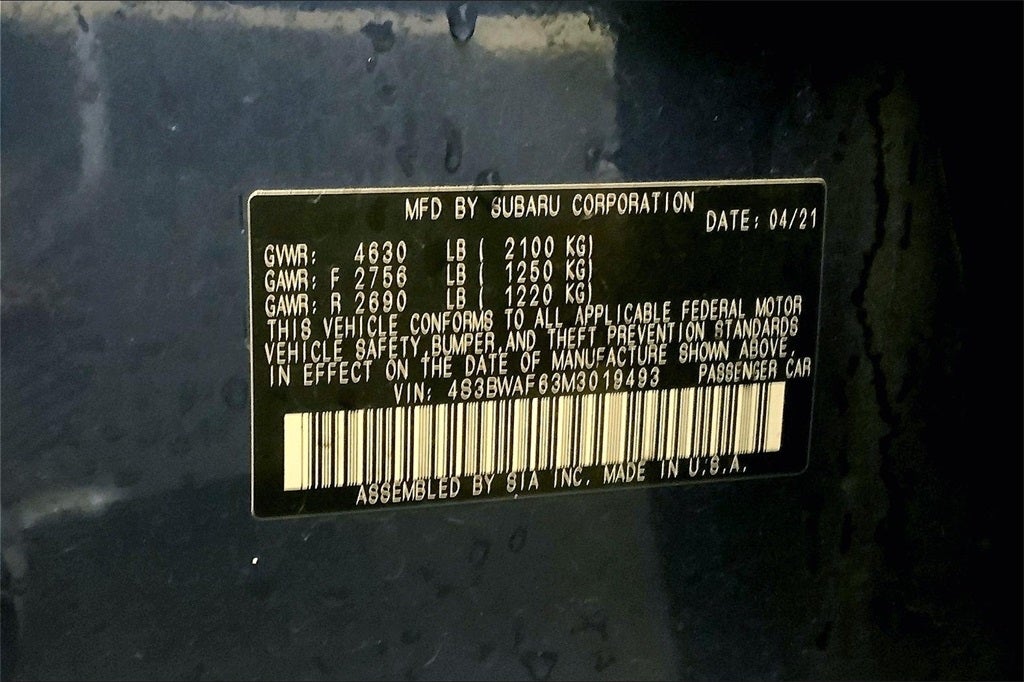 MFD BY SUBARU CORPORATION
DATE: 04/21
GVWR: 4630 LB ( 2100 KG)
GAWR: F 2756 LB ( 1250 KG)
GAWR: R 2690 LB ( 1220 KG)
THIS VEHICLE CONFORMS TO ALL APPLICABLE FEDERAL MOTOR
VEHICLE SAFETY, BUMPER, AND THEFT PREVENTION STANDARDS
IN EFFECT ON THE DATE OF MANUFACTURE SHOWN ABOVE.
VIN: 4S3BWAF63M3019493 PASSENGER CAR
ASSEMBLED BY SIA INC. MADE IN U.S.A.